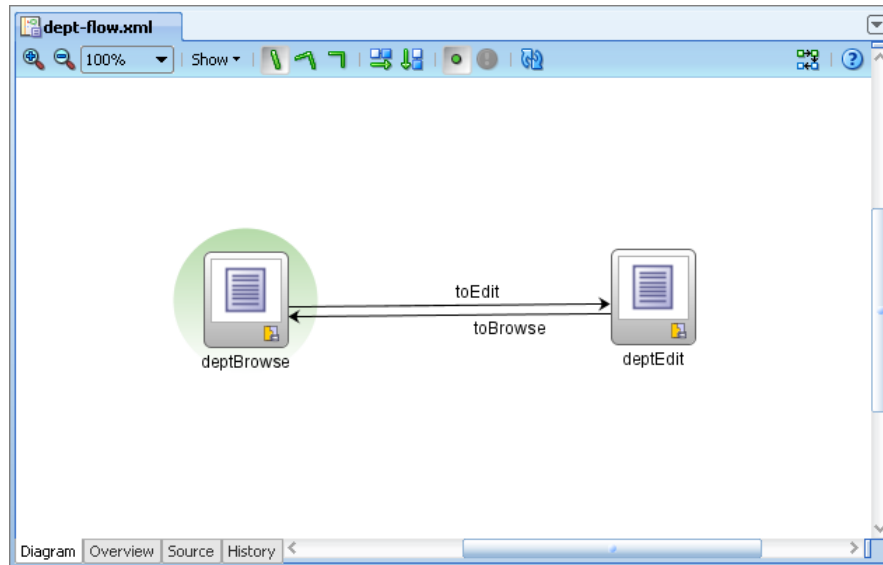 dept-flow.xml
100% Show
toEdit
toBrowse
deptBrowse
deptEdit
Diagram Overview Source History